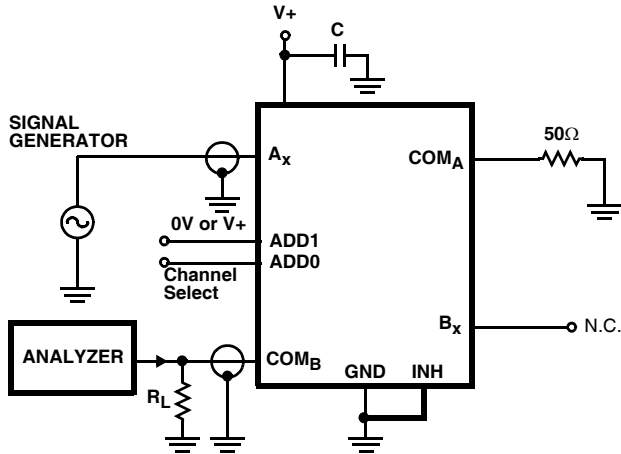 V+
C
SIGNAL
GENERATOR
Ax
COMA
50Ω
0V or V+
ADD1
ADD0
Channel
Select
Bx
N.C.
ANALYZER
COMB
RL
GND
INH